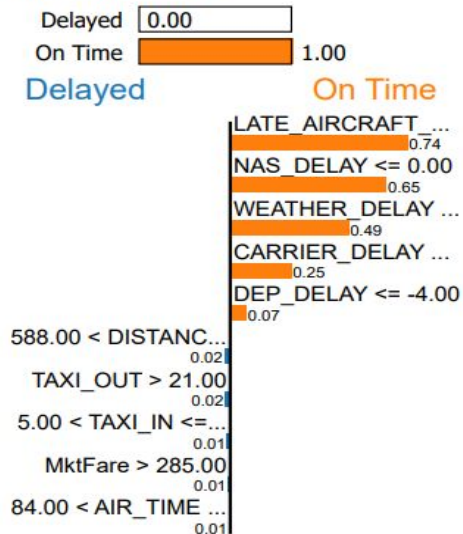 Delayed 0.00
On Time 1.00
Delayed On Time
LATE_AIRCRAFT_...
0.74
NAS_DELAY <= 0.00
0.65
WEATHER_DELAY ...
0.49
CARRIER_DELAY ...
0.25
DEP_DELAY <= -4.00
0.07
588.00 < DISTANC...
0.02
TAXI_OUT > 21.00
0.02
5.00 < TAXI_IN <=...
0.01
MktFare > 285.00
0.01
84.00 < AIR_TIME ...
0.01